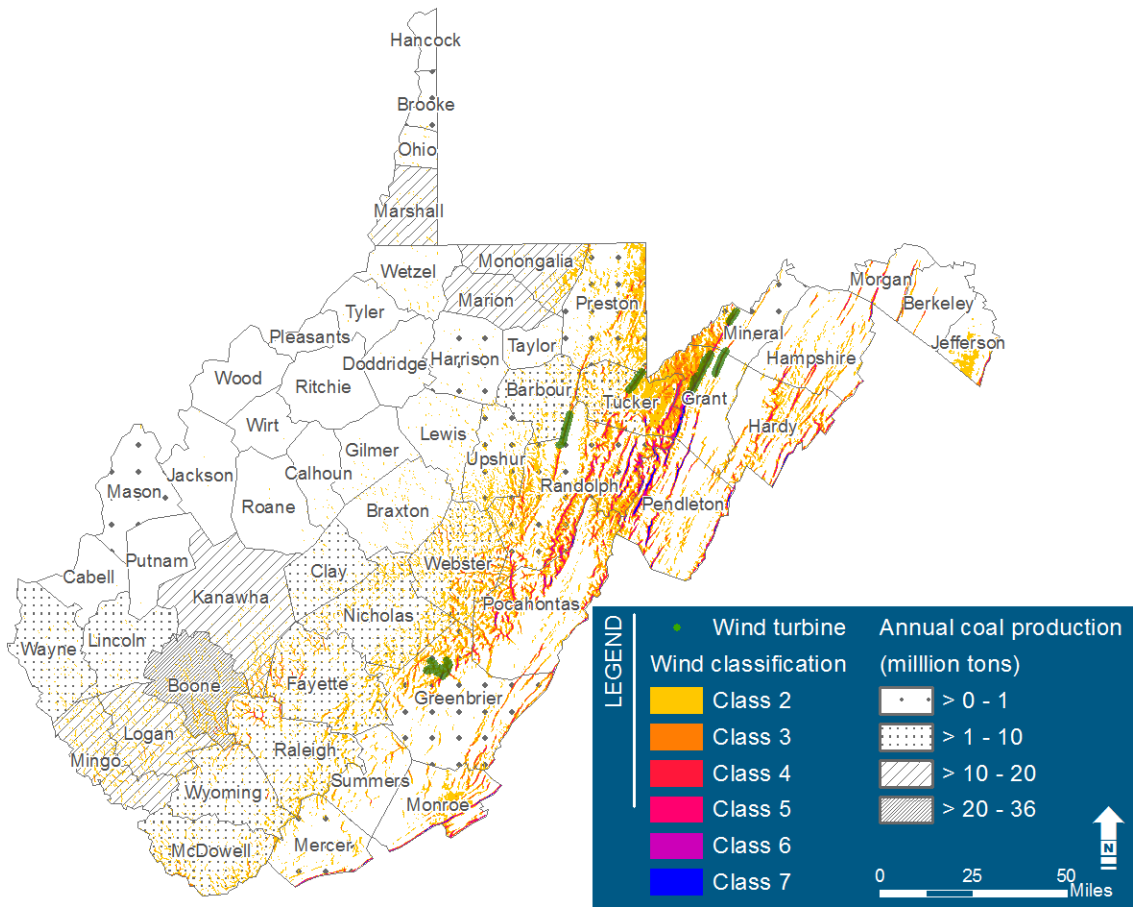 Hancock
Brooke
Ohio
Marshall
Wetzel
Monongalia
Marion
Preston
Morgan
Berkeley
Jefferson
Mineral
Hampshire
Tyler
Pleasants
Doddridge
Harrison
Taylor
Wood
Ritchie
Barbour
Tucker
Grant
Hardy
Wirt
Lewis
Gilmer
Upshur
Jackson
Calhoun
Randolph
Mason
Roane
Braxton
Pendleton
Putnam
Cabell
Clay
Webster
Kanawha
Pocahontas
Nicholas
Lincoln
Wayne
Boone
Fayette
Greenbrier
Logan
Raleigh
Mingo
Summers
Wyoming
Monroe
Mercer
McDowell
LEGEND
Wind turbine
Wind classification
Class 2
Class 3
Class 4
Class 5
Class 6
Class 7
Annual coal production
(milllion tons)
> 0 - 1
> 1 - 10
> 10 - 20
> 20 - 36
N
0 25 50
Miles